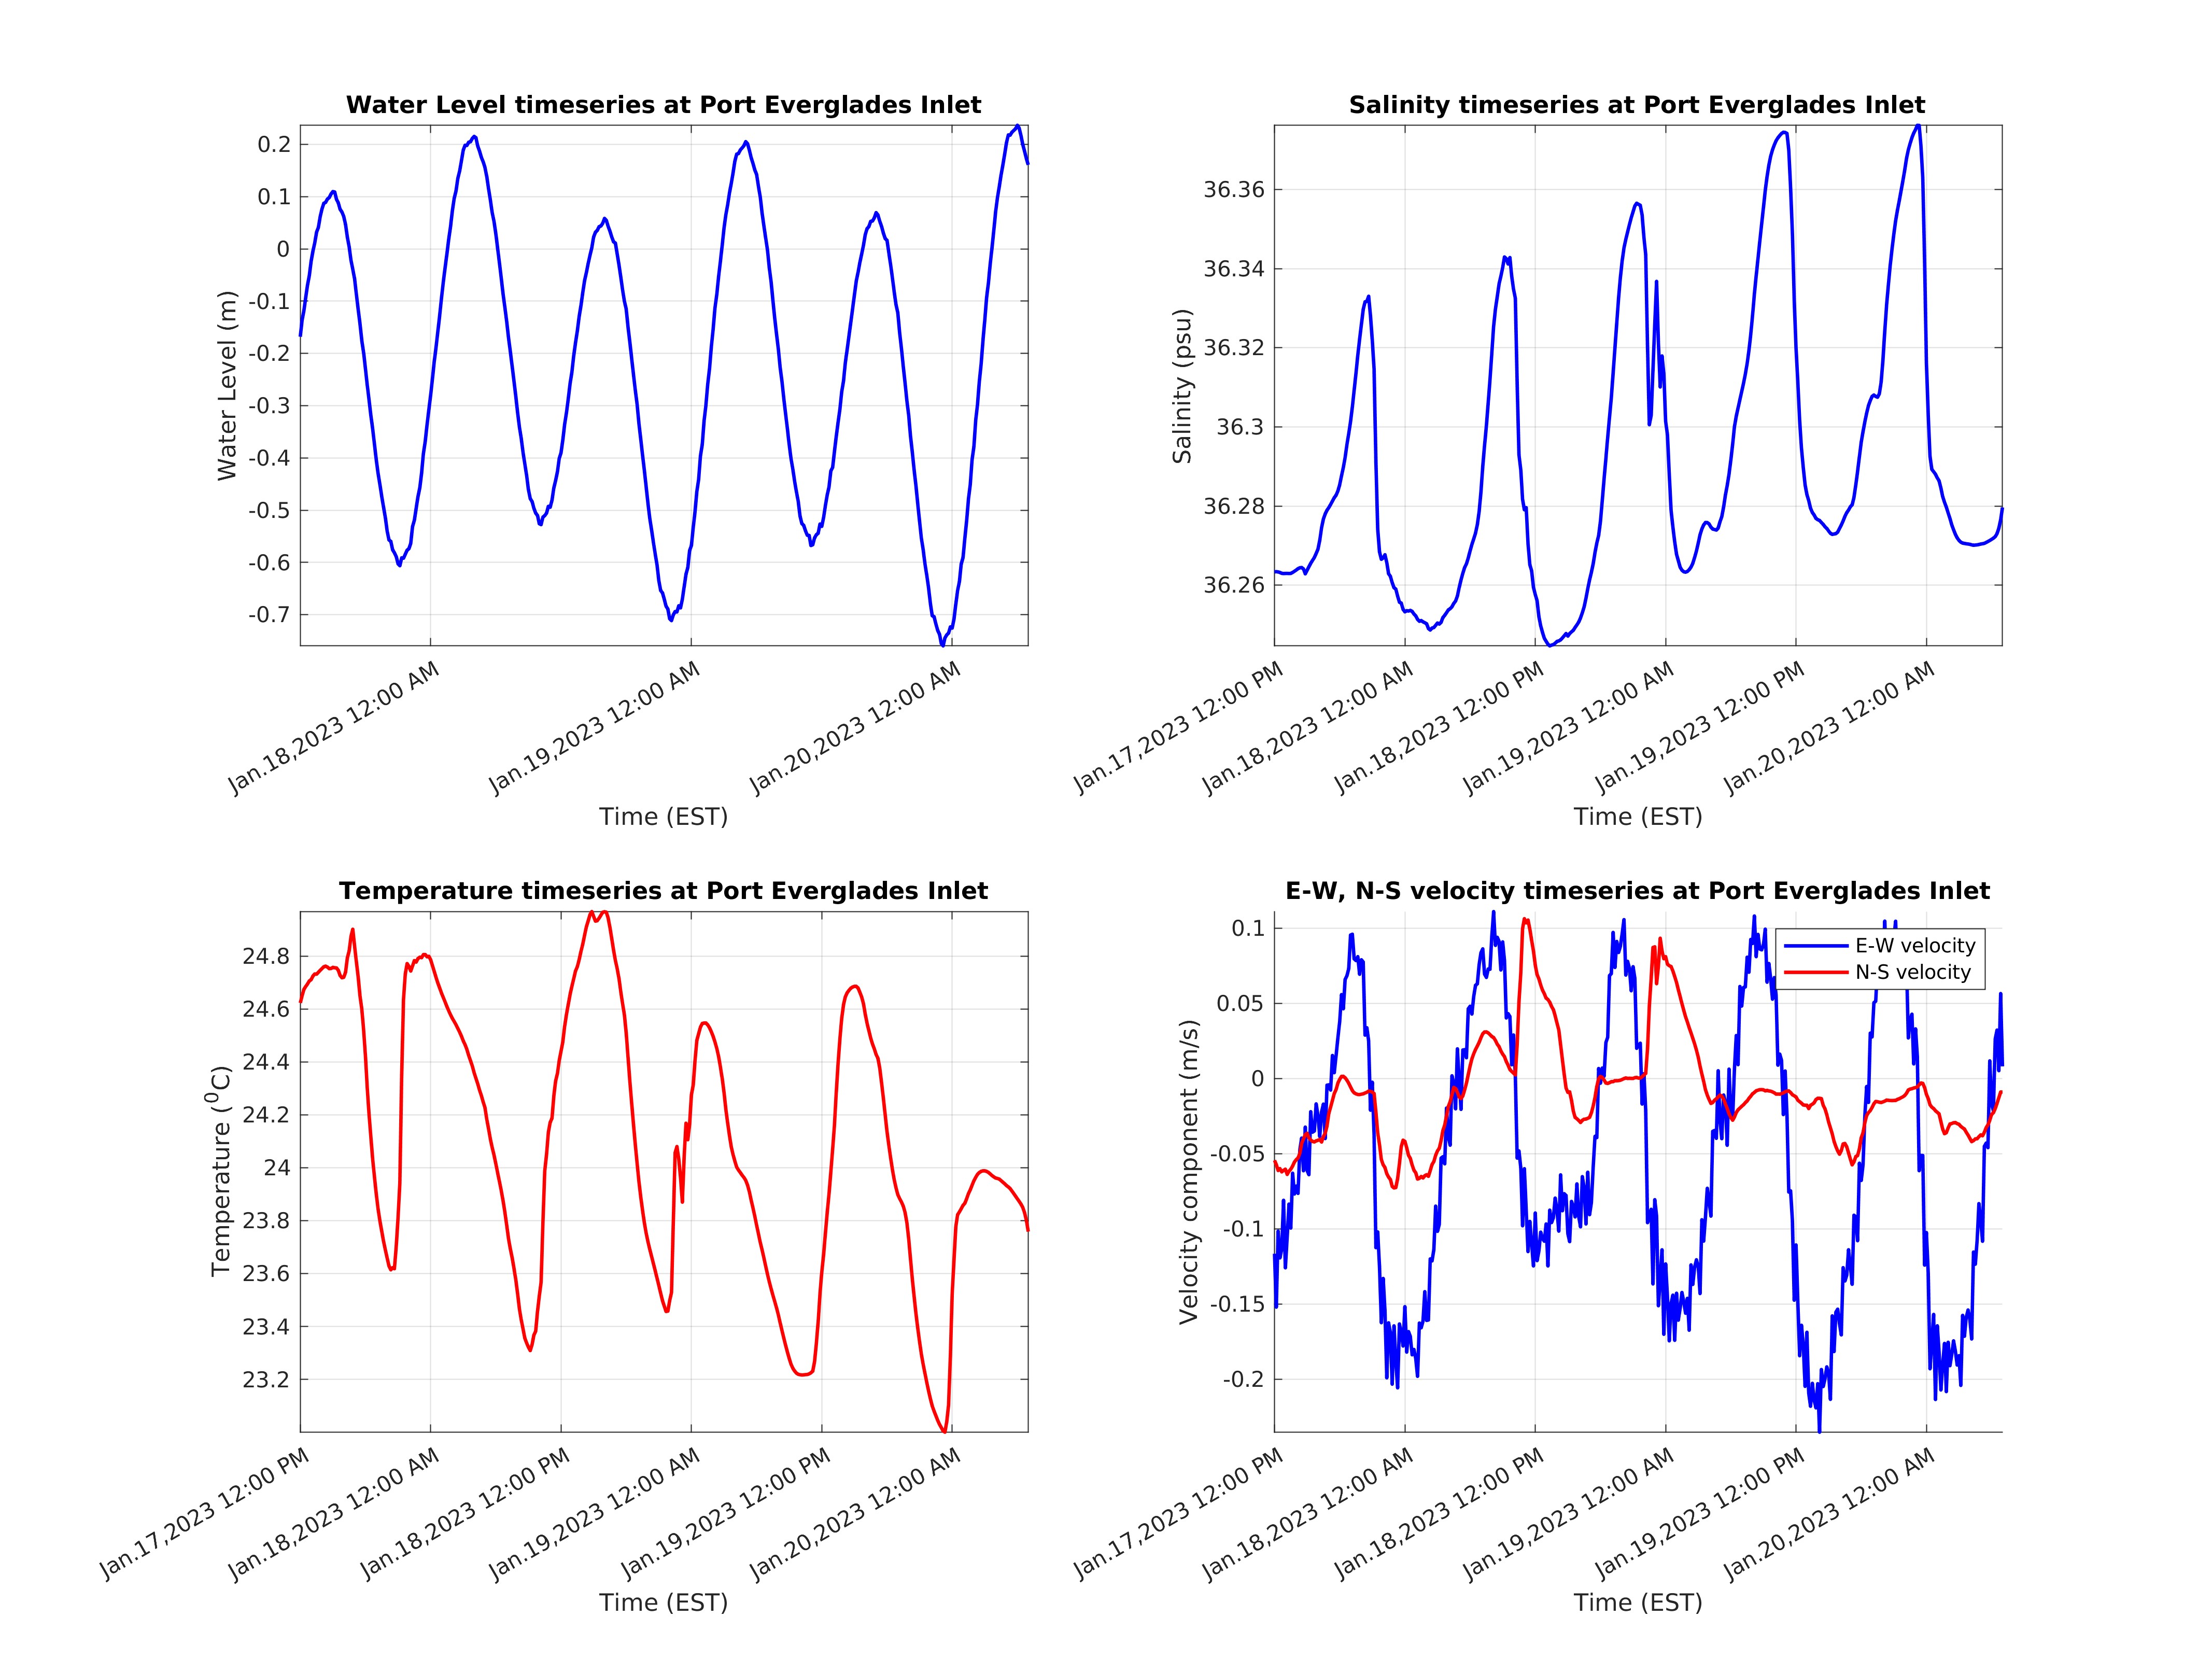 Water Level timeseries at Port Everglades Inlet
0.2
0.1
0
-0.1
-0.2
-0.3
-0.4
-0.5
-0.6
-0.7
Water Level (m)
Jan.18,2023 12:00 AM
Jan.19,2023 12:00 AM
Jan.20,2023 12:00 AM
Time (EST)
Salinity timeseries at Port Everglades Inlet
36.36
36.34
36.32
36.3
36.28
36.26
Salinity (psu)
Jan.17,2023 12:00 PM
Jan.18,2023 12:00 AM
Jan.18,2023 12:00 PM
Jan.19,2023 12:00 AM
Jan.19,2023 12:00 PM
Jan.20,2023 12:00 AM
Time (EST)
Temperature timeseries at Port Everglades Inlet
24.8
24.6
24.4
24.2
24
23.8
23.6
23.4
23.2
Temperature (⁰C)
Jan.17,2023 12:00 PM
Jan.18,2023 12:00 AM
Jan.18,2023 12:00 PM
Jan.19,2023 12:00 AM
Jan.19,2023 12:00 PM
Jan.20,2023 12:00 AM
Time (EST)
E-W, N-S velocity timeseries at Port Everglades Inlet
0.1
0.05
0
-0.05
-0.1
-0.15
-0.2
Velocity component (m/s)
E-W velocity
N-S velocity
Jan.17,2023 12:00 PM
Jan.18,2023 12:00 AM
Jan.18,2023 12:00 PM
Jan.19,2023 12:00 AM
Jan.19,2023 12:00 PM
Jan.20,2023 12:00 AM
Time (EST)